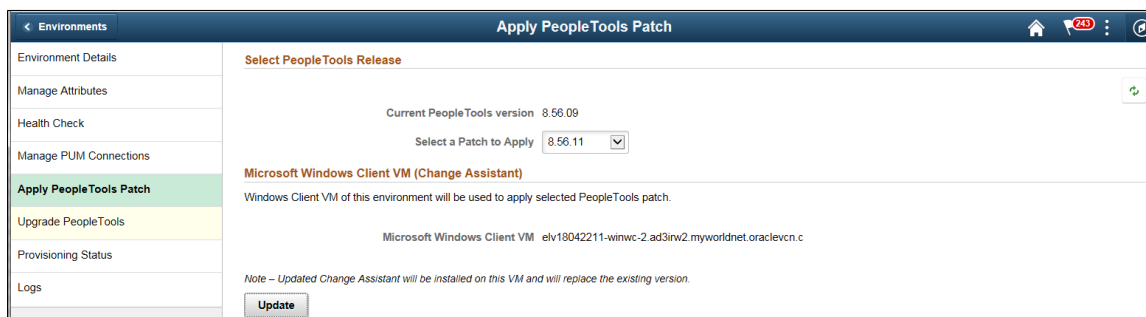 Environments
Apply PeopleTools Patch
243
Environment Details
Manage Attributes
Health Check
Manage PUM Connections
Apply PeopleTools Patch
Upgrade PeopleTools
Provisioning Status
Logs
Select PeopleTools Release
Current PeopleTools version 8.56.09
Select a Patch to Apply 8.56.11
Microsoft Windows Client VM (Change Assistant)
Windows Client VM of this environment will be used to apply selected PeopleTools patch.
Microsoft Windows Client VM elv18042211-winwc-2.ad3irw2.myworldnet.oraclevcn.c
Note – Updated Change Assistant will be installed on this VM and will replace the existing version.
Update